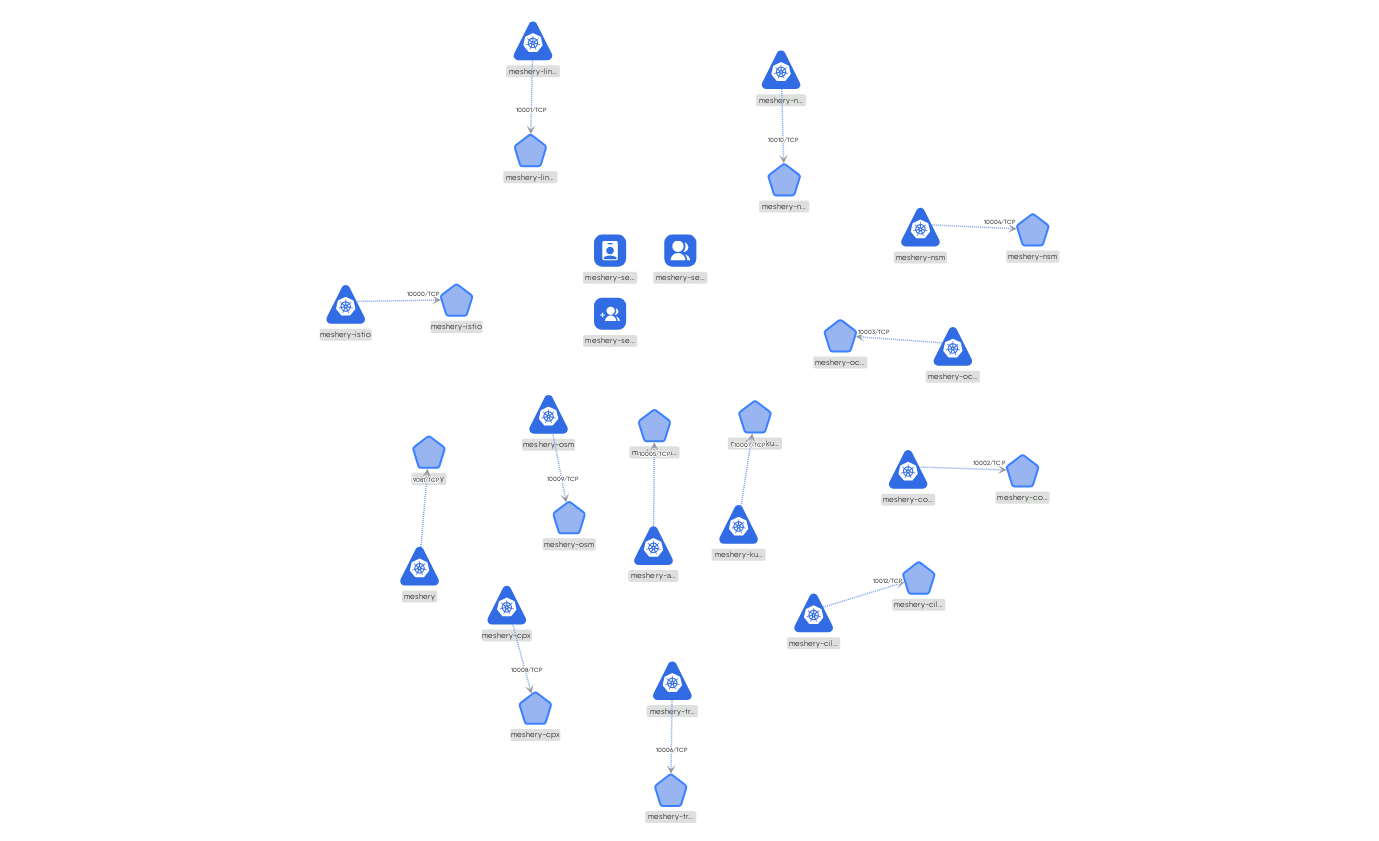 meshery-lin...
10001/TCP
meshery-lin...
meshery-n...
10010/TCP
meshery-n...
10004/TCP
meshery-nsm
meshery-nsm
meshery-se...
meshery-se...
meshery-se...
10000/TCP
meshery-istio
meshery-istio
10003/TCP
meshery-oc...
meshery-oc...
meshery-osm
10009/TCP
meshery-osm
10005/TCP
meshery-a...
10007/TCP
meshery-ku...
9081/TCP
meshery
10002/TCP
meshery-co...
meshery-co...
10012/TCP
meshery-cil...
meshery-cil...
meshery-cpx
10008/TCP
meshery-cpx
meshery-tr...
10006/TCP
meshery-tr...